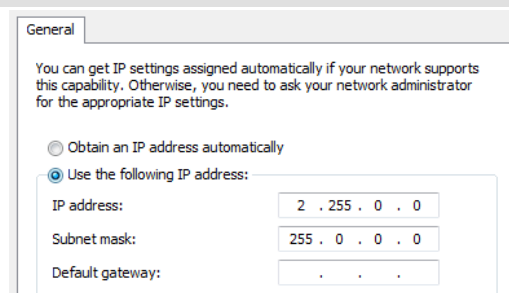 General
You can get IP settings assigned automatically if your network supports
this capability. Otherwise, you need to ask your network administrator
for the appropriate IP settings.
Obtain an IP address automatically
Use the following IP address:
IP address: 2 . 255 . 0 . 0
Subnet mask: 255 . 0 . 0 . 0
Default gateway: . . .